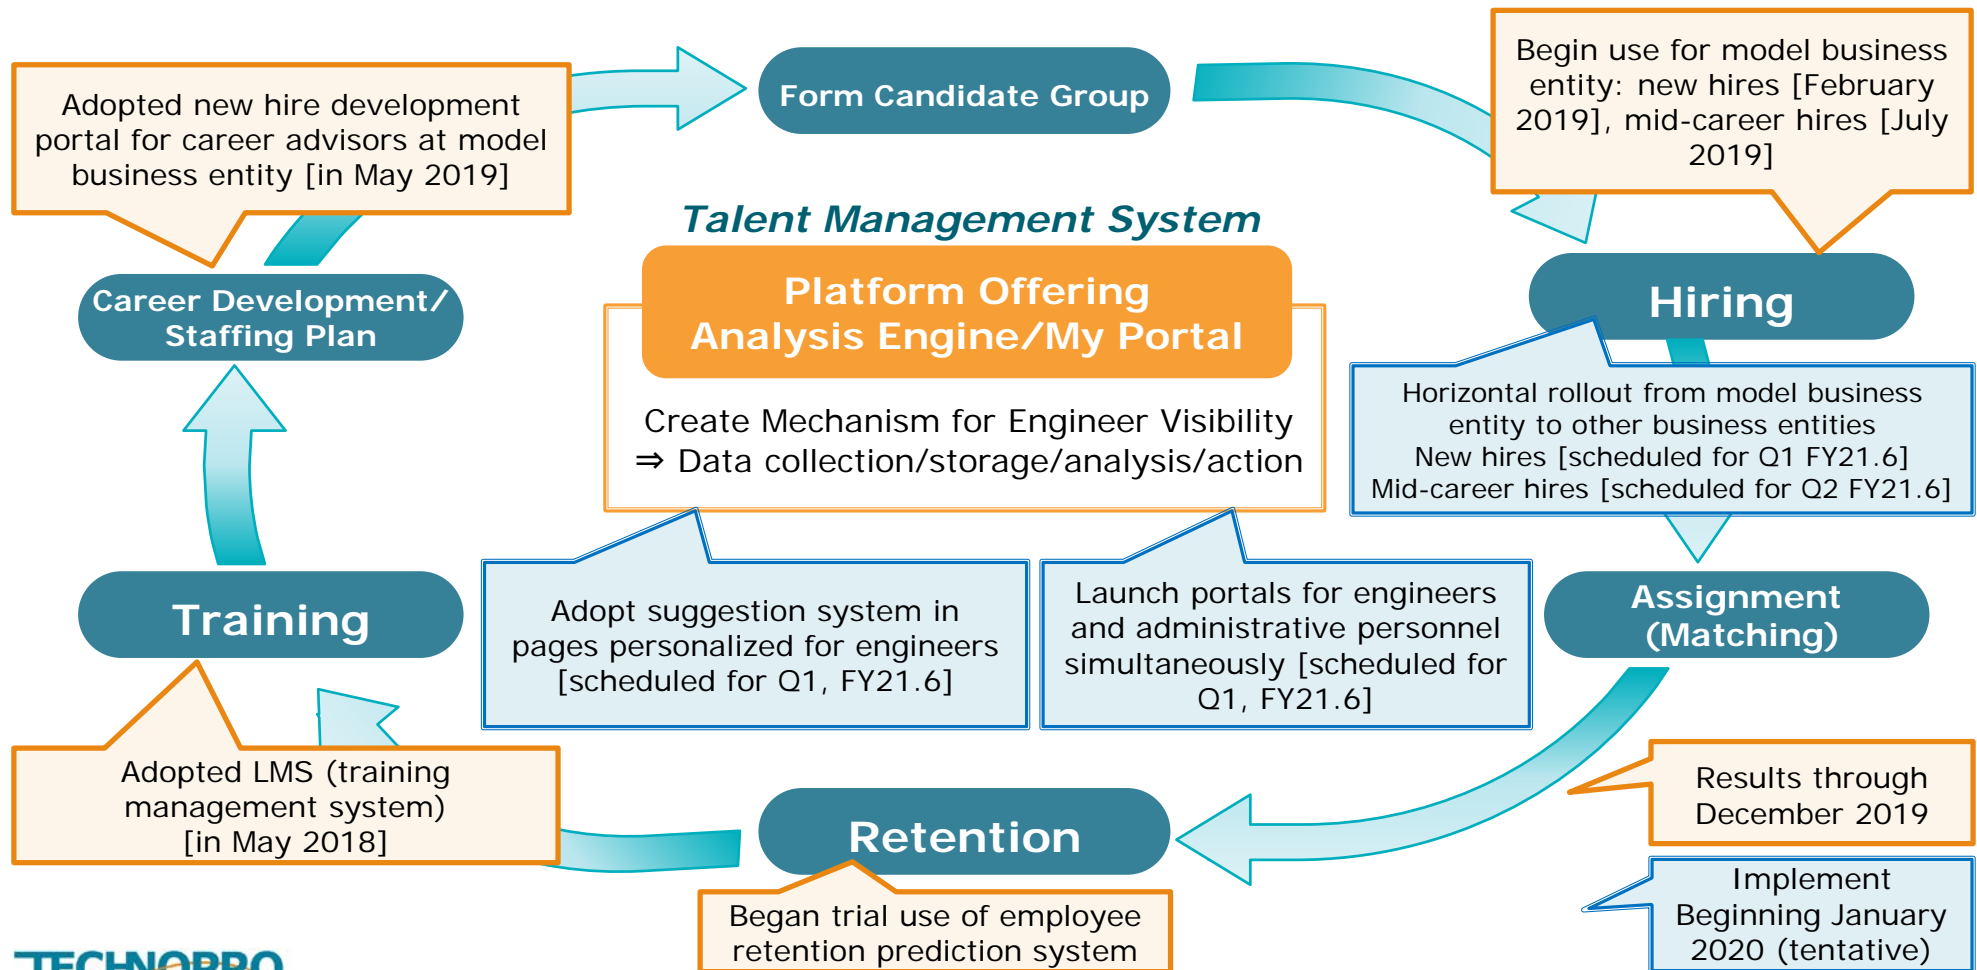 Adopted new hire development
portal for career advisors at model
business entity [in May 2019]
Form Candidate Group
Begin use for model business
entity: new hires [February
2019], mid-career hires [July
2019]
Talent Management System
Platform Offering
Analysis Engine/My Portal
Create Mechanism for Engineer Visibility
⇒ Data collection/storage/analysis/action
Career Development/
Staffing Plan
Hiring
Horizontal rollout from model business
entity to other business entities
New hires [scheduled for Q1 FY21.6]
Mid-career hires [scheduled for Q2 FY21.6]
Adopt suggestion system in
pages personalized for engineers
[scheduled for Q1, FY21.6]
Launch portals for engineers
and administrative personnel
simultaneously [scheduled for
Q1, FY21.6]
Training
Assignment
(Matching)
Adopted LMS (training
management system)
[in May 2018]
Retention
Began trial use of employee
retention prediction system
Results through
December 2019
Implement
Beginning January
2020 (tentative)
TECHNOPRO